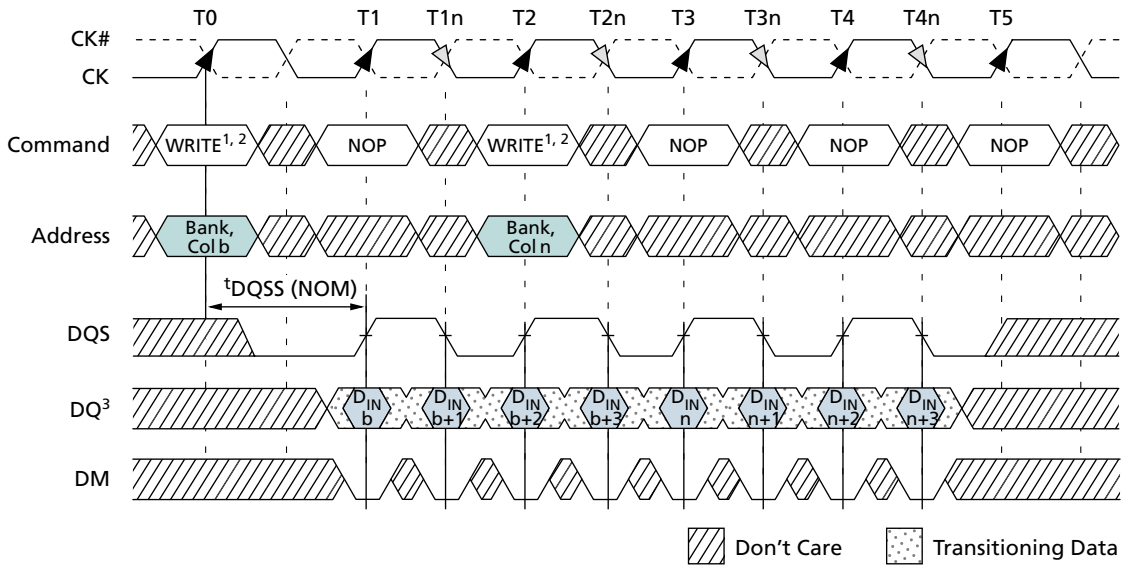 T0 T1 T1n T2 T2n T3 T3n T4 T4n T5
CK#
CK
Command WRITE1, 2 NOP WRITE1, 2 NOP NOP NOP
Address Bank, Col b Bank, Col n
tDQSS (NOM)
DQS
DQ3 DIN b DIN b+1 DIN b+2 DIN b+3 DIN n DIN n+1 DIN n+2 DIN n+3
DM
Don't Care Transitioning Data